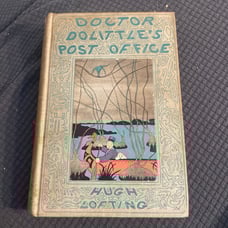 DOCTOR
DOLITTLE'S
POST OFFICE
HUGH
LOFTING